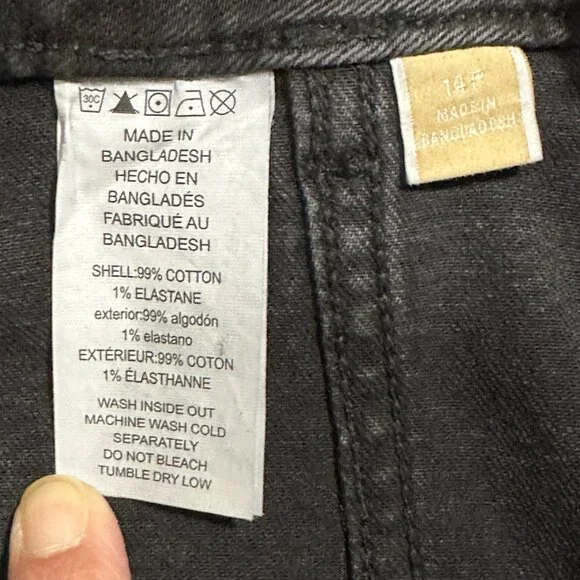 30C
MADE IN
BANGLADESH
HECHO EN
BANGLADÉS
FABRIQUÉ AU
BANGLADESH
SHELL:99% COTTON
1% ELASTANE
exterior:99% algodón
1% elastano
EXTÉRIEUR:99% COTON
1% ÉLASTHANNE
WASH INSIDE OUT
MACHINE WASH COLD
SEPARATELY
DO NOT BLEACH
TUMBLE DRY LOW
14P
MADE IN
BANGLADESH